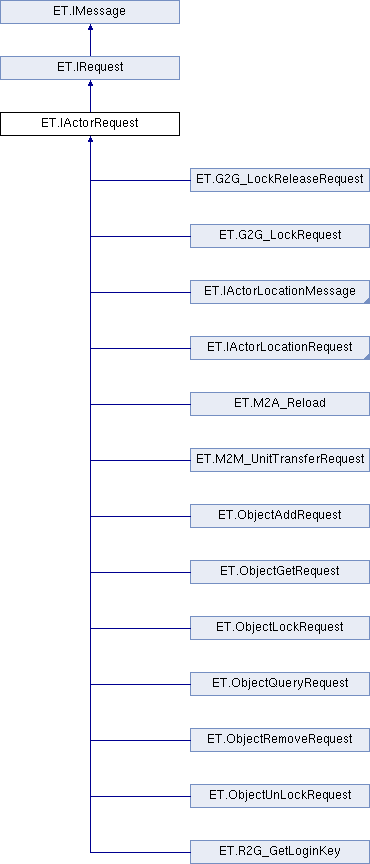 ET.IMessage
ET.IRequest
ET.IActorRequest
ET.G2G_LockReleaseRequest
ET.G2G_LockRequest
ET.IActorLocationMessage
ET.IActorLocationRequest
ET.M2A_Reload
ET.M2M_UnitTransferRequest
ET.ObjectAddRequest
ET.ObjectGetRequest
ET.ObjectLockRequest
ET.ObjectQueryRequest
ET.ObjectRemoveRequest
ET.ObjectUnLockRequest
ET.R2G_GetLoginKey